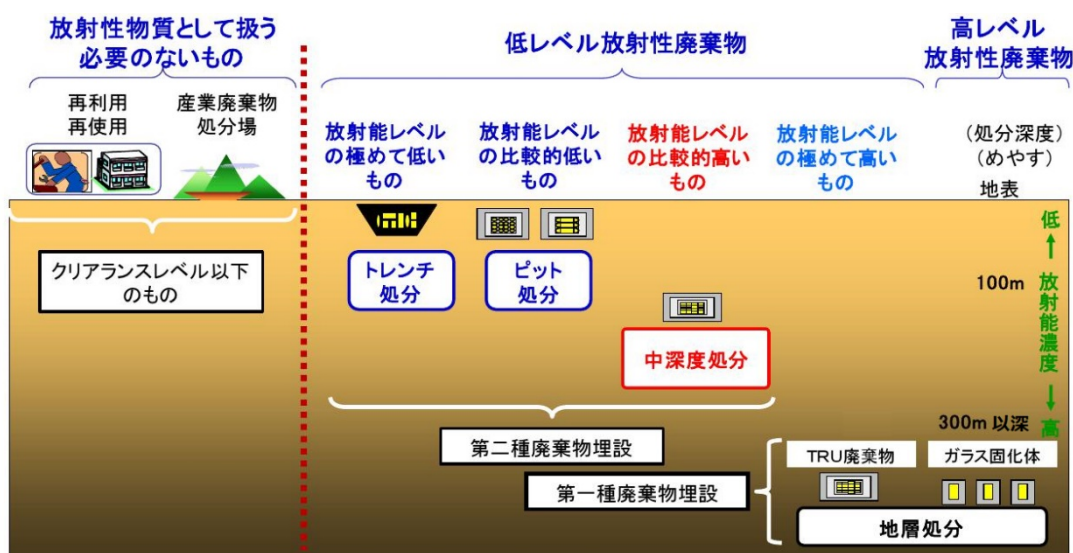 放射性物質として扱う
必要のないもの
低レベル放射性廃棄物
高レベル
放射性廃棄物
再利用
再使用
産業廃棄物
処分場
放射能レベル
の極めて低い
もの
放射能レベル
の比較的低い
もの
放射能レベル
の比較的高い
もの
放射能レベル
の極めて高い
もの
(処分深度)
(めやす)
地表
クリアランスレベル以下
のもの
トレンチ
処分
ピット
処分
中深度処分
低
100m
放射能濃度
300m 以深
高
第二種廃棄物埋設
第一種廃棄物埋設
TRU廃棄物
ガラス固化体
地層処分